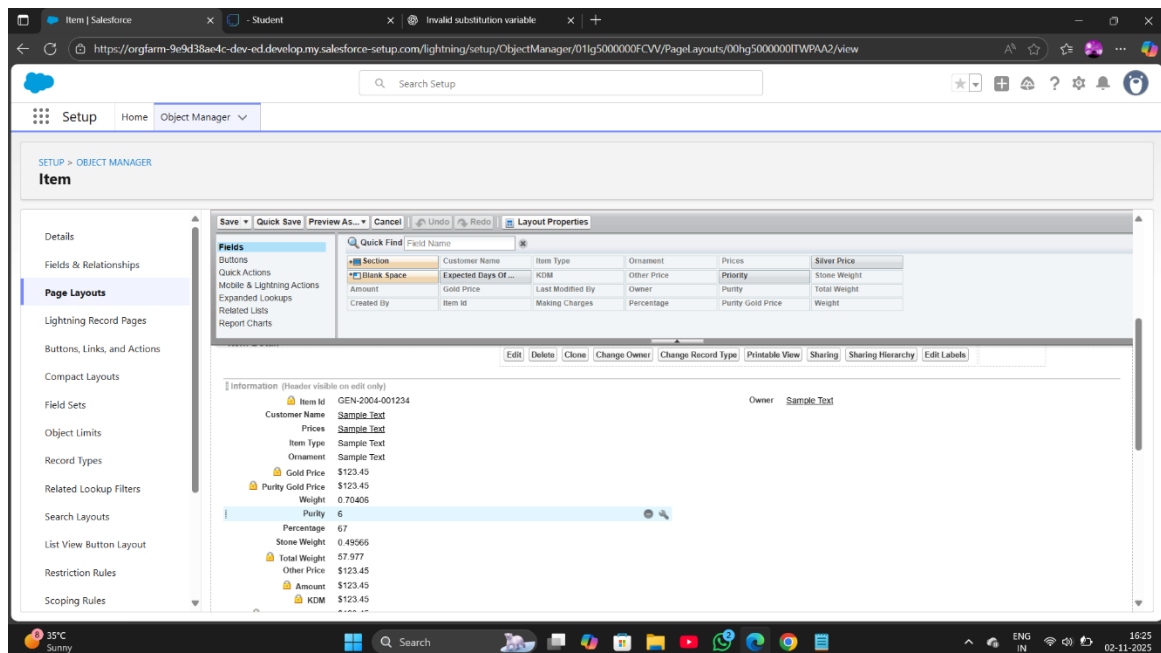 Item | Salesforce
- Student
Invalid substitution variable
https://orgfarm-9e9d38ae4c-dev-ed.develop.my.salesforce-setup.com/lightning/setup/ObjectManager/01Ig5000000FCVV/PageLayouts/00hg5000000ITWPAA2/view
Search Setup
Setup Home Object Manager
SETUP > OBJECT MANAGER
Item
Details
Fields & Relationships
Page Layouts
Lightning Record Pages
Buttons, Links, and Actions
Compact Layouts
Field Sets
Object Limits
Record Types
Related Lookup Filters
Search Layouts
List View Button Layout
Restriction Rules
Scoping Rules
Save Quick Save Preview As... Cancel Undo Redo Layout Properties
Fields
Buttons
Quick Actions
Mobile & Lightning Actions
Expanded Lookups
Related Lists
Report Charts
Quick Find Field Name
Section Customer Name Item Type Ornament Prices Silver Price
Blank Space Expected Days Of ... KDM Other Price Priority Stone Weight
Amount Gold Price Last Modified By Owner Purity Total Weight
Created By Item Id Making Charges Percentage Purity Gold Price Weight
Edit Delete Clone Change Owner Change Record Type Printable View Sharing Sharing Hierarchy Edit Labels
Information (Header visible on edit only)
Item Id GEN-2004-001234 Owner Sample Text
Customer Name Sample Text
Prices Sample Text
Item Type Sample Text
Ornament Sample Text
Gold Price $123.45
Purity Gold Price $123.45
Weight 0.70406
Purity 6
Percentage 67
Stone Weight 0.49566
Total Weight 57.977
Other Price $123.45
Amount $123.45
KDM $123.45
8 35°C
Sunny
Search
2
ENG
IN
16:25
02-11-2025